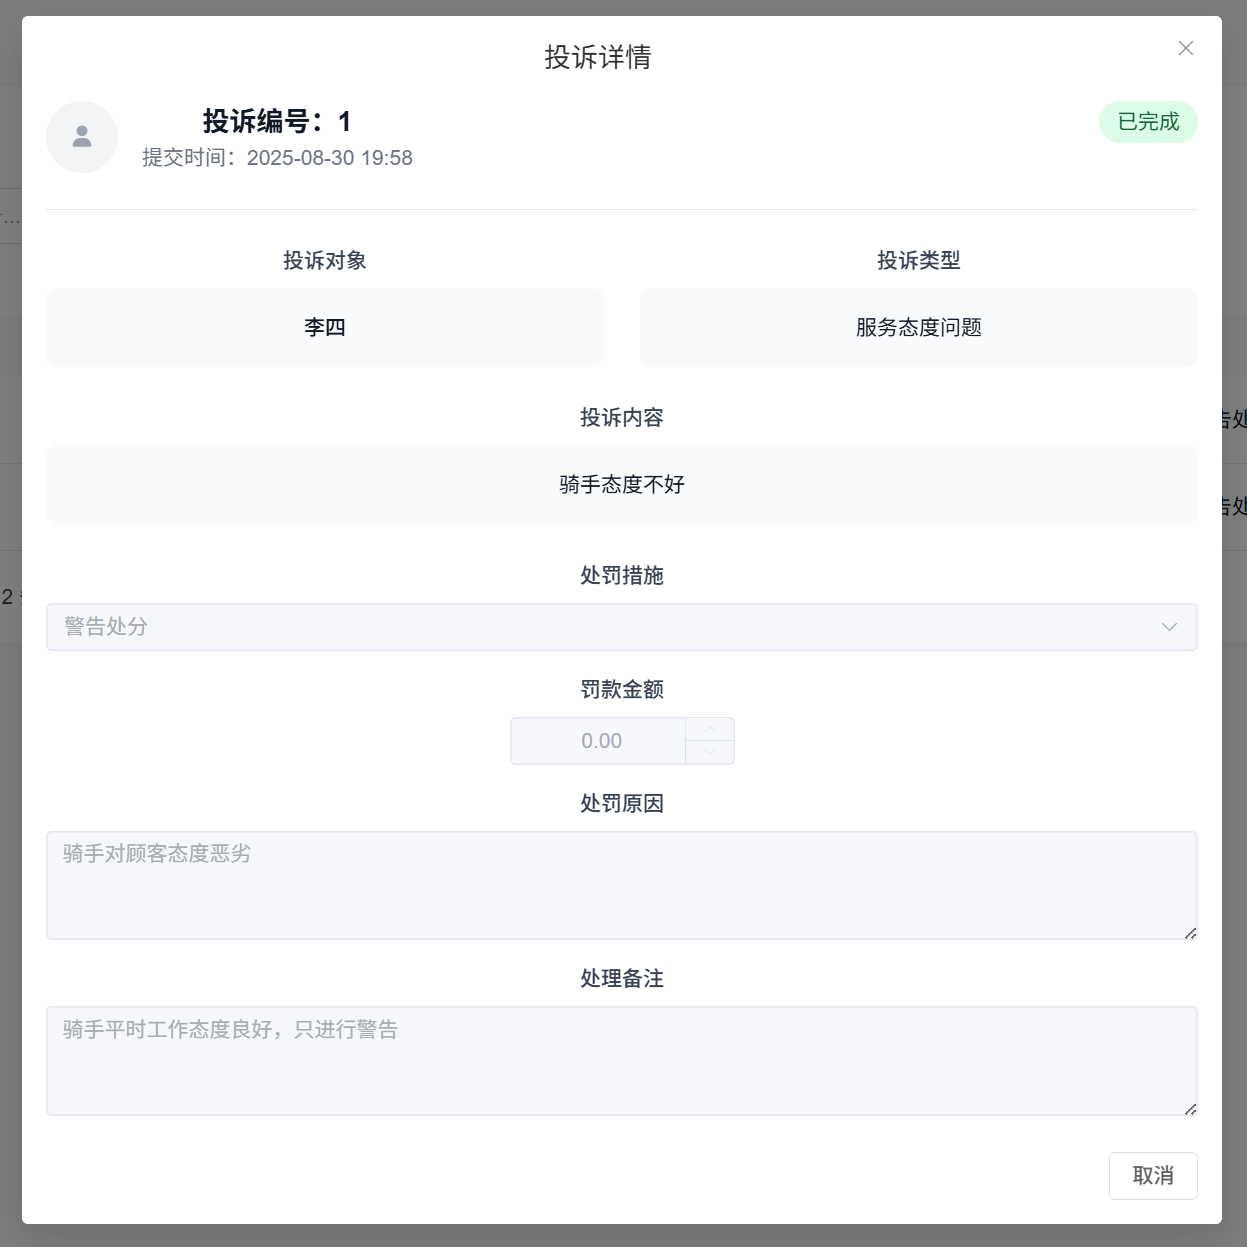 投诉详情
投诉编号：1
已完成
提交时间：2025-08-30 19:58
投诉对象
投诉类型
李四
服务态度问题
投诉内容
骑手态度不好
处罚措施
警告处分
罚款金额
0.00
处罚原因
骑手对顾客态度恶劣
处理备注
骑手平时工作态度良好，只进行警告
取消